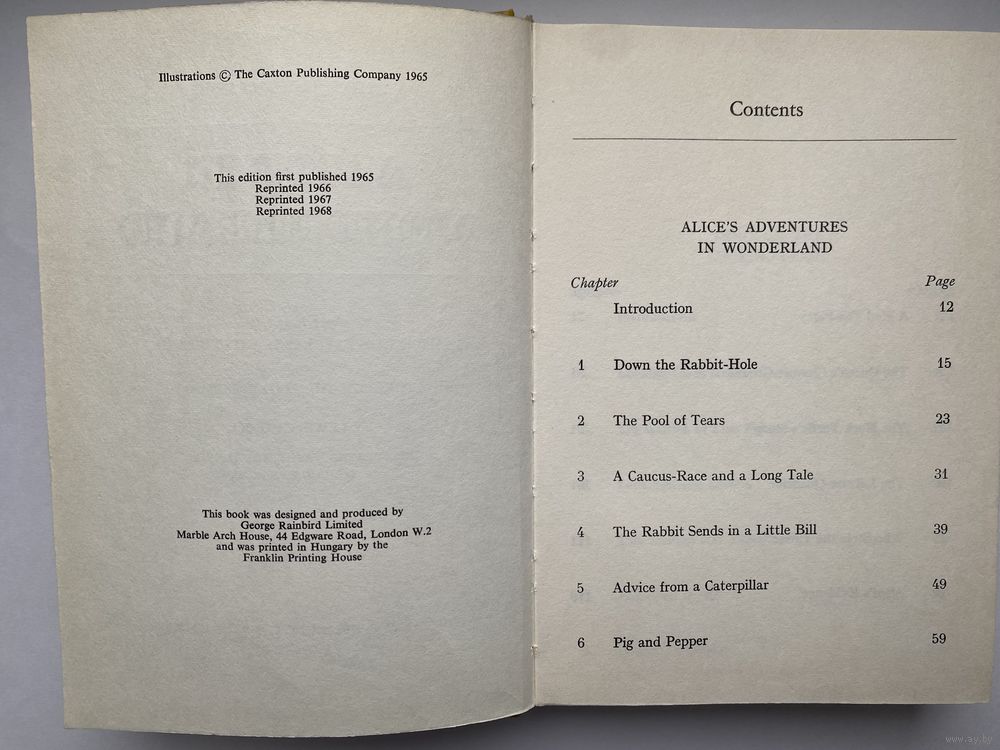 Illustrations © The Caxton Publishing Company 1965
This edition first published 1965
Reprinted 1966
Reprinted 1967
Reprinted 1968
This book was designed and produced by
George Rainbird Limited
Marble Arch House, 44 Edgware Road, London W.2
and was printed in Hungary by the
Franklin Printing House
Contents
ALICE'S ADVENTURES
IN WONDERLAND
Chapter Page
Introduction 12
1 Down the Rabbit-Hole 15
2 The Pool of Tears 23
3 A Caucus-Race and a Long Tale 31
4 The Rabbit Sends in a Little Bill 39
5 Advice from a Caterpillar 49
6 Pig and Pepper 59
www.ay.by